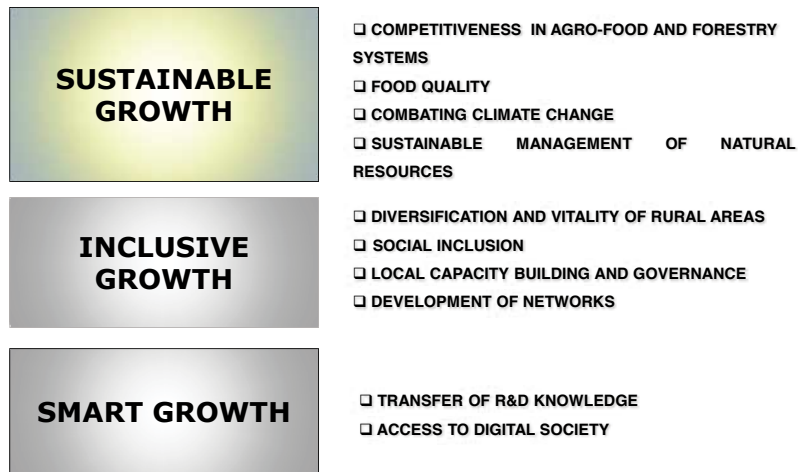 SUSTAINABLE
GROWTH
❑ COMPETITIVENESS IN AGRO-FOOD AND FORESTRY
SYSTEMS
❑ FOOD QUALITY
❑ COMBATING CLIMATE CHANGE
❑ SUSTAINABLE MANAGEMENT OF NATURAL
RESOURCES
INCLUSIVE
GROWTH
❑ DIVERSIFICATION AND VITALITY OF RURAL AREAS
❑ SOCIAL INCLUSION
❑ LOCAL CAPACITY BUILDING AND GOVERNANCE
❑ DEVELOPMENT OF NETWORKS
SMART GROWTH
❑ TRANSFER OF R&D KNOWLEDGE
❑ ACCESS TO DIGITAL SOCIETY